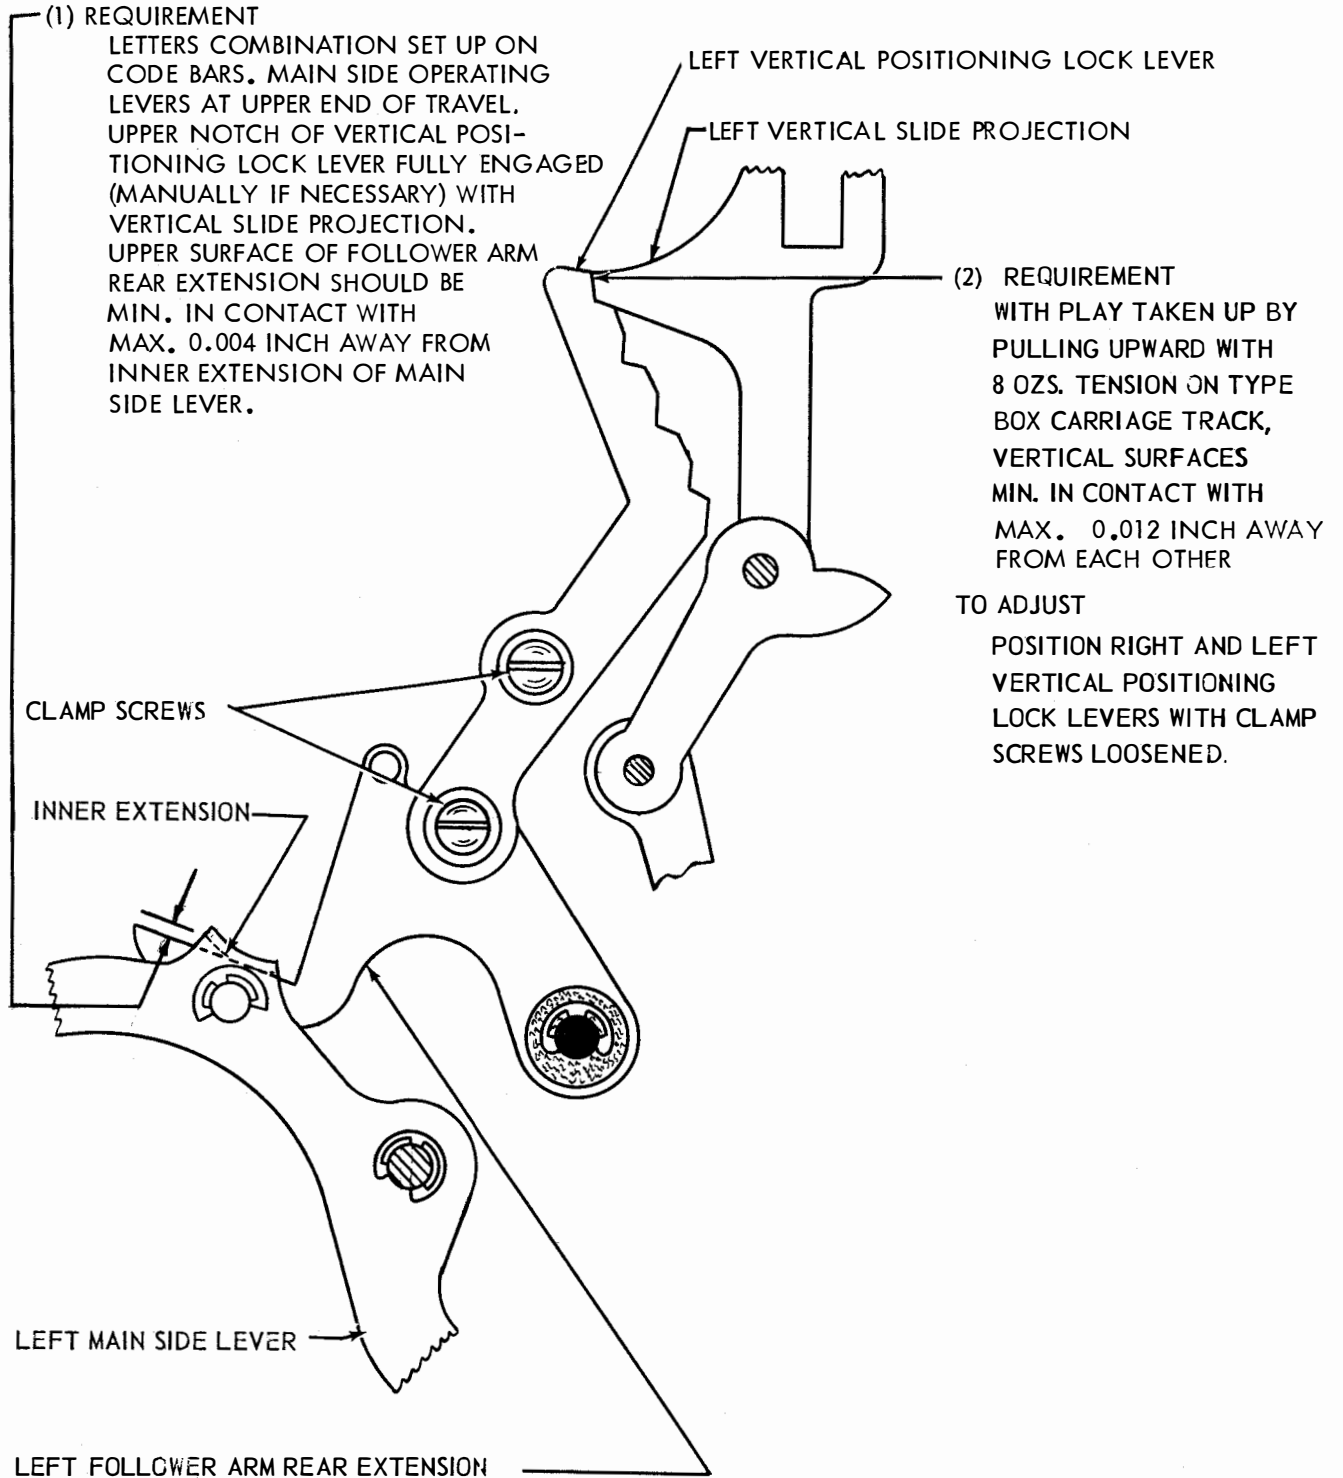 (1) REQUIREMENT
LETTERS COMBINATION SET UP ON
CODE BARS. MAIN SIDE OPERATING
LEVERS AT UPPER END OF TRAVEL.
UPPER NOTCH OF VERTICAL POSI-
TIONING LOCK LEVER FULLY ENGAGED
(MANUALLY IF NECESSARY) WITH
VERTICAL SLIDE PROJECTION.
UPPER SURFACE OF FOLLOWER ARM
REAR EXTENSION SHOULD BE
MIN. IN CONTACT WITH
MAX. 0.004 INCH AWAY FROM
INNER EXTENSION OF MAIN
SIDE LEVER.
LEFT VERTICAL POSITIONING LOCK LEVER
LEFT VERTICAL SLIDE PROJECTION
(2) REQUIREMENT
WITH PLAY TAKEN UP BY
PULLING UPWARD WITH
8 OZS. TENSION ON TYPE
BOX CARRIAGE TRACK,
VERTICAL SURFACES
MIN. IN CONTACT WITH
MAX. 0.012 INCH AWAY
FROM EACH OTHER
TO ADJUST
POSITION RIGHT AND LEFT
VERTICAL POSITIONING
LOCK LEVERS WITH CLAMP
SCREWS LOOSENED.
CLAMP SCREWS
INNER EXTENSION
LEFT MAIN SIDE LEVER
LEFT FOLLOWER ARM REAR EXTENSION